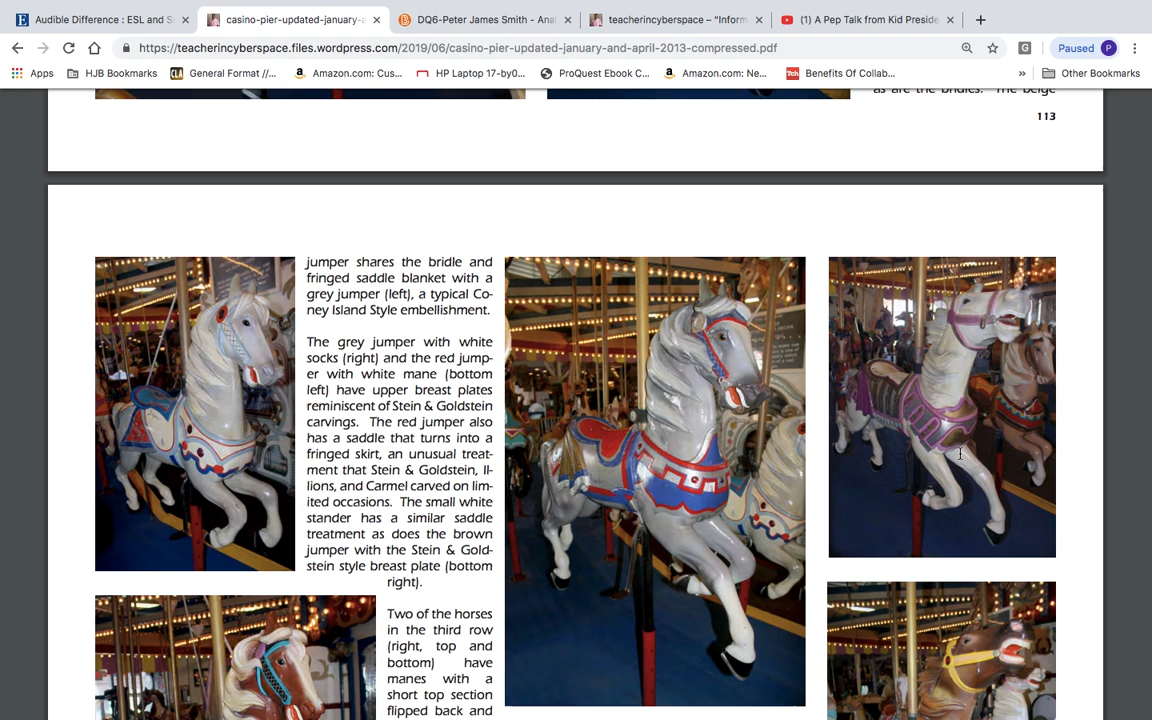 Audible Difference : ESL and S
casino-pier-updated-january-a
DQ6-Peter James Smith - Anal
teacherincyberspace – "Inform
(1) A Pep Talk from Kid Preside
https://teacherincyberspace.files.wordpress.com/2019/06/casino-pier-updated-january-and-april-2013-compressed.pdf
Paused P
Apps
HJB Bookmarks
General Format //...
Amazon.com: Cus...
HP Laptop 17-by0...
ProQuest Ebook C...
Amazon.com: Ne...
Benefits Of Collab...
»
Other Bookmarks
as are the bridles. The beige
113
jumper shares the bridle and
fringed saddle blanket with a
grey jumper (left), a typical Co-
ney Island Style embellishment.
The grey jumper with white
socks (right) and the red jump-
er with white mane (bottom
left) have upper breast plates
reminiscent of Stein & Goldstein
carvings. The red jumper also
has a saddle that turns into a
fringed skirt, an unusual treat-
ment that Stein & Goldstein, Il-
lions, and Carmel carved on lim-
ited occasions. The small white
stander has a similar saddle
treatment as does the brown
jumper with the Stein & Gold-
stein style breast plate (bottom
right).
Two of the horses
in the third row
(right, top and
bottom) have
manes with a
short top section
flipped back and